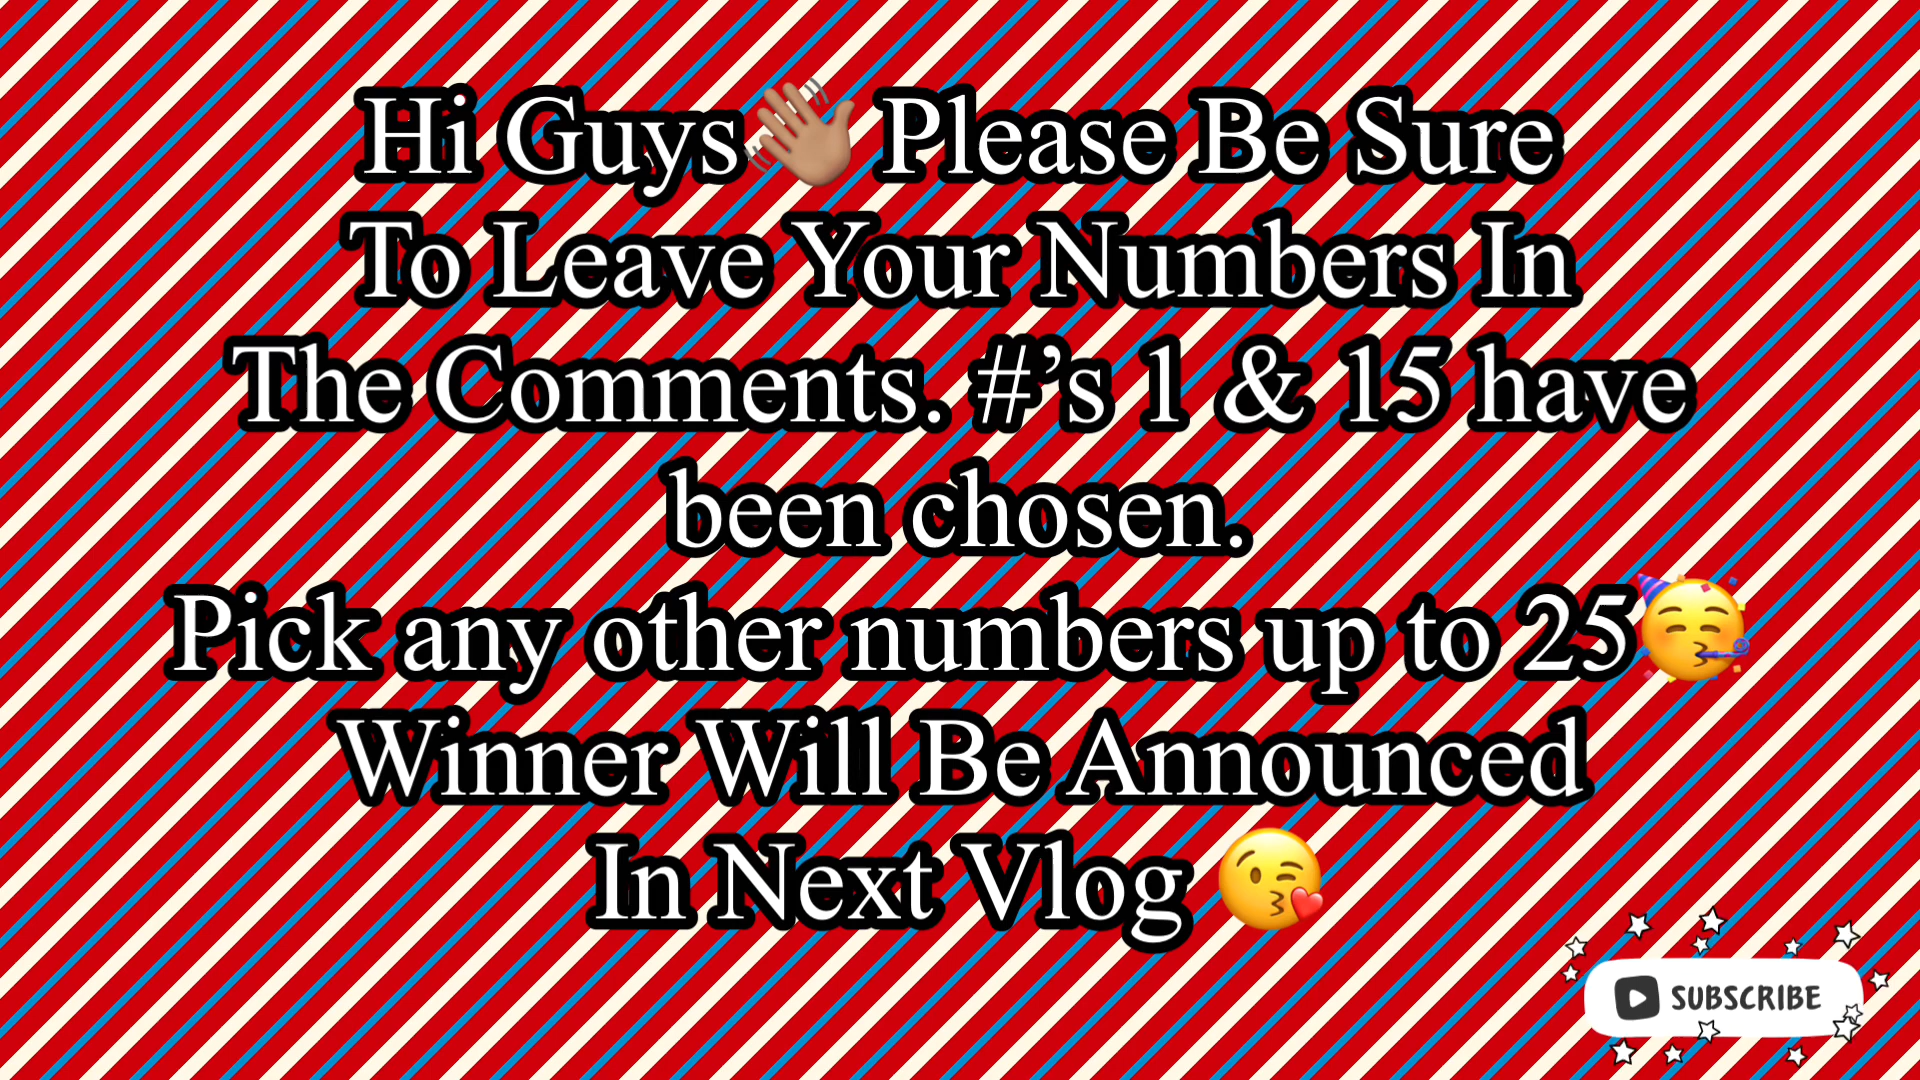 Hi Guys👋🏽 Please Be Sure
To Leave Your Numbers In
The Comments. #’s 1 & 15 have
been chosen.
Pick any other numbers up to 25🥳
Winner Will Be Announced
In Next Vlog 😘
SUBSCRIBE